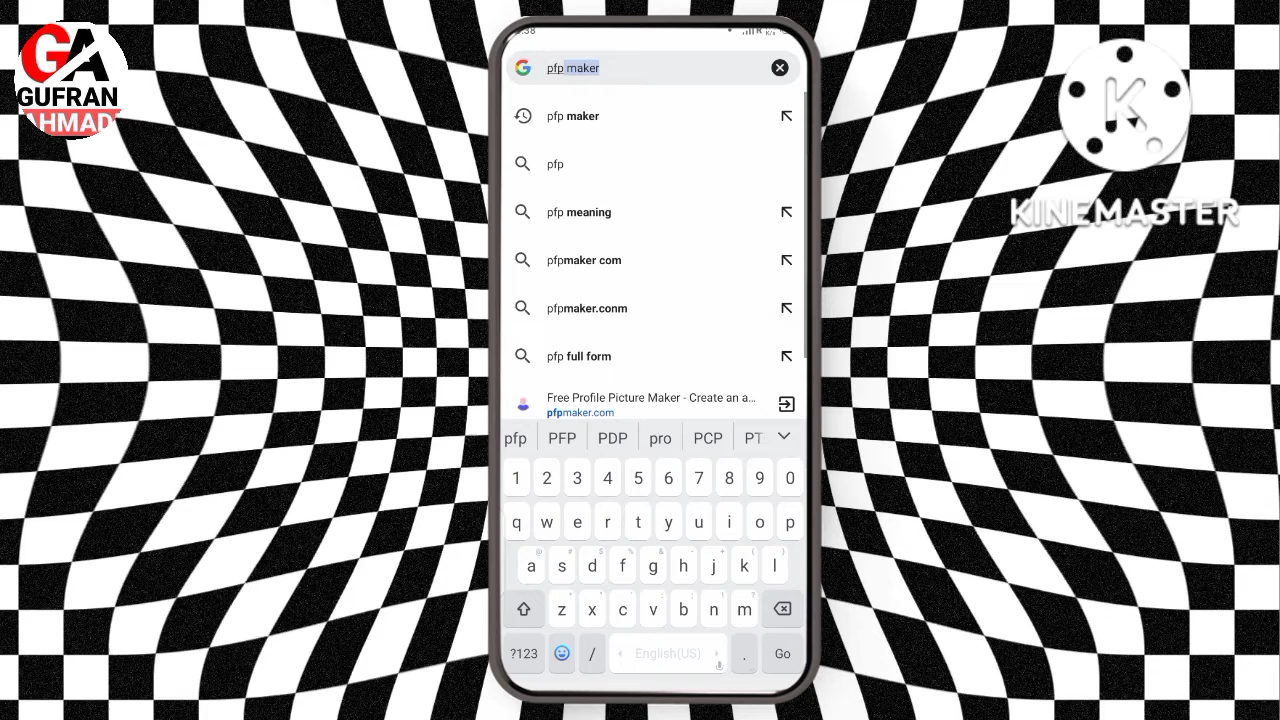 GA
GUFRAN
AHMAD
KINEMASTER
:38
pfp maker
pfp maker
pfp
pfp meaning
pfpmaker com
pfpmaker.conm
pfp full form
Free Profile Picture Maker - Create an a...
pfpmaker.com
pfp PFP PDP pro PCP PT
1 2 3 4 5 6 7 8 9 0
q w e r t y u i o p
a s d f g h j k l
z x c v b n m
?123 / English(US) . Go